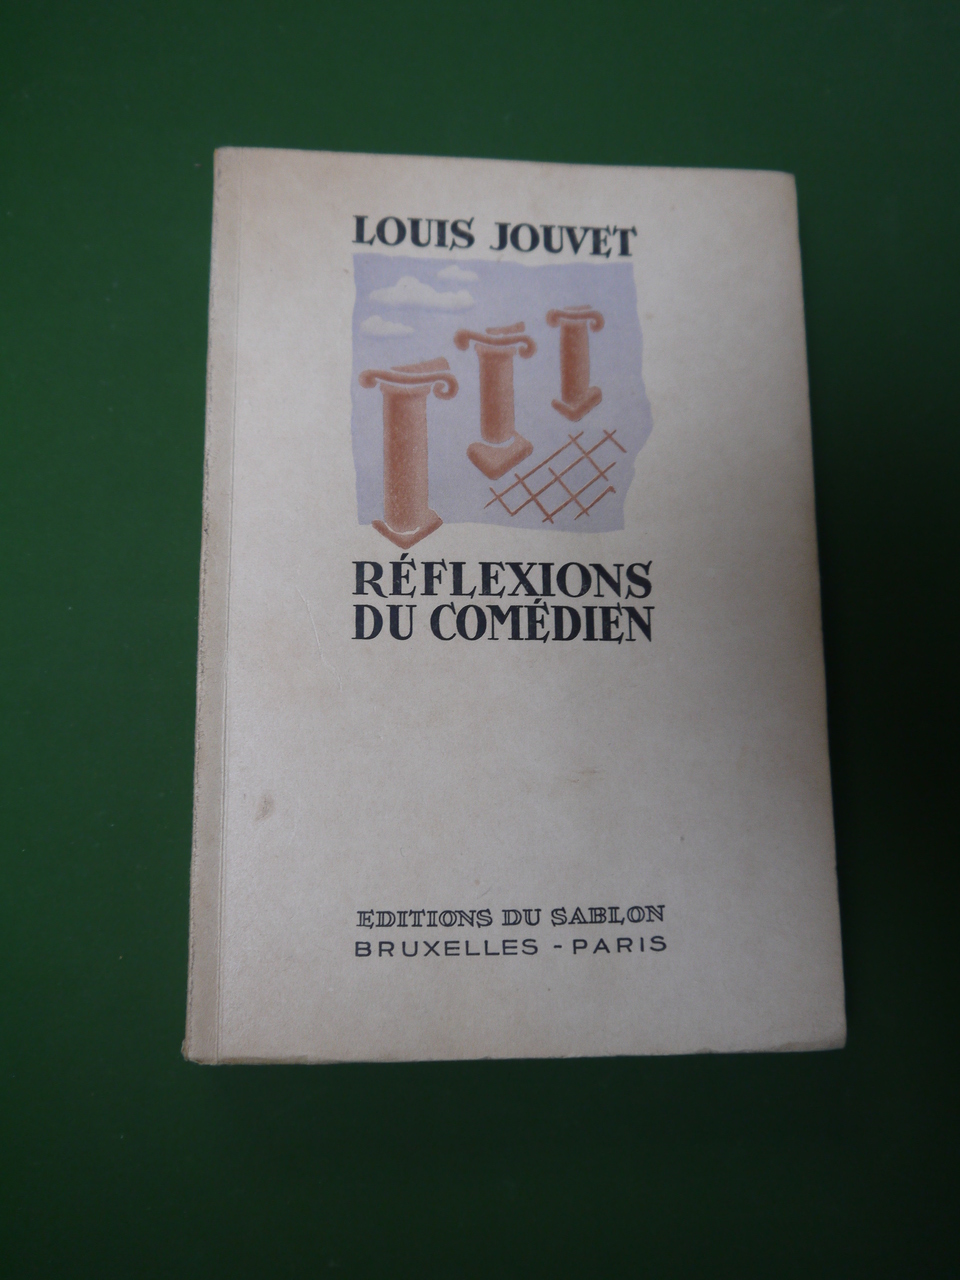 LOUIS JOUVET
RÉFLEXIONS
DU COMÉDIEN
EDITIONS DU SABLON
BRUXELLES - PARIS